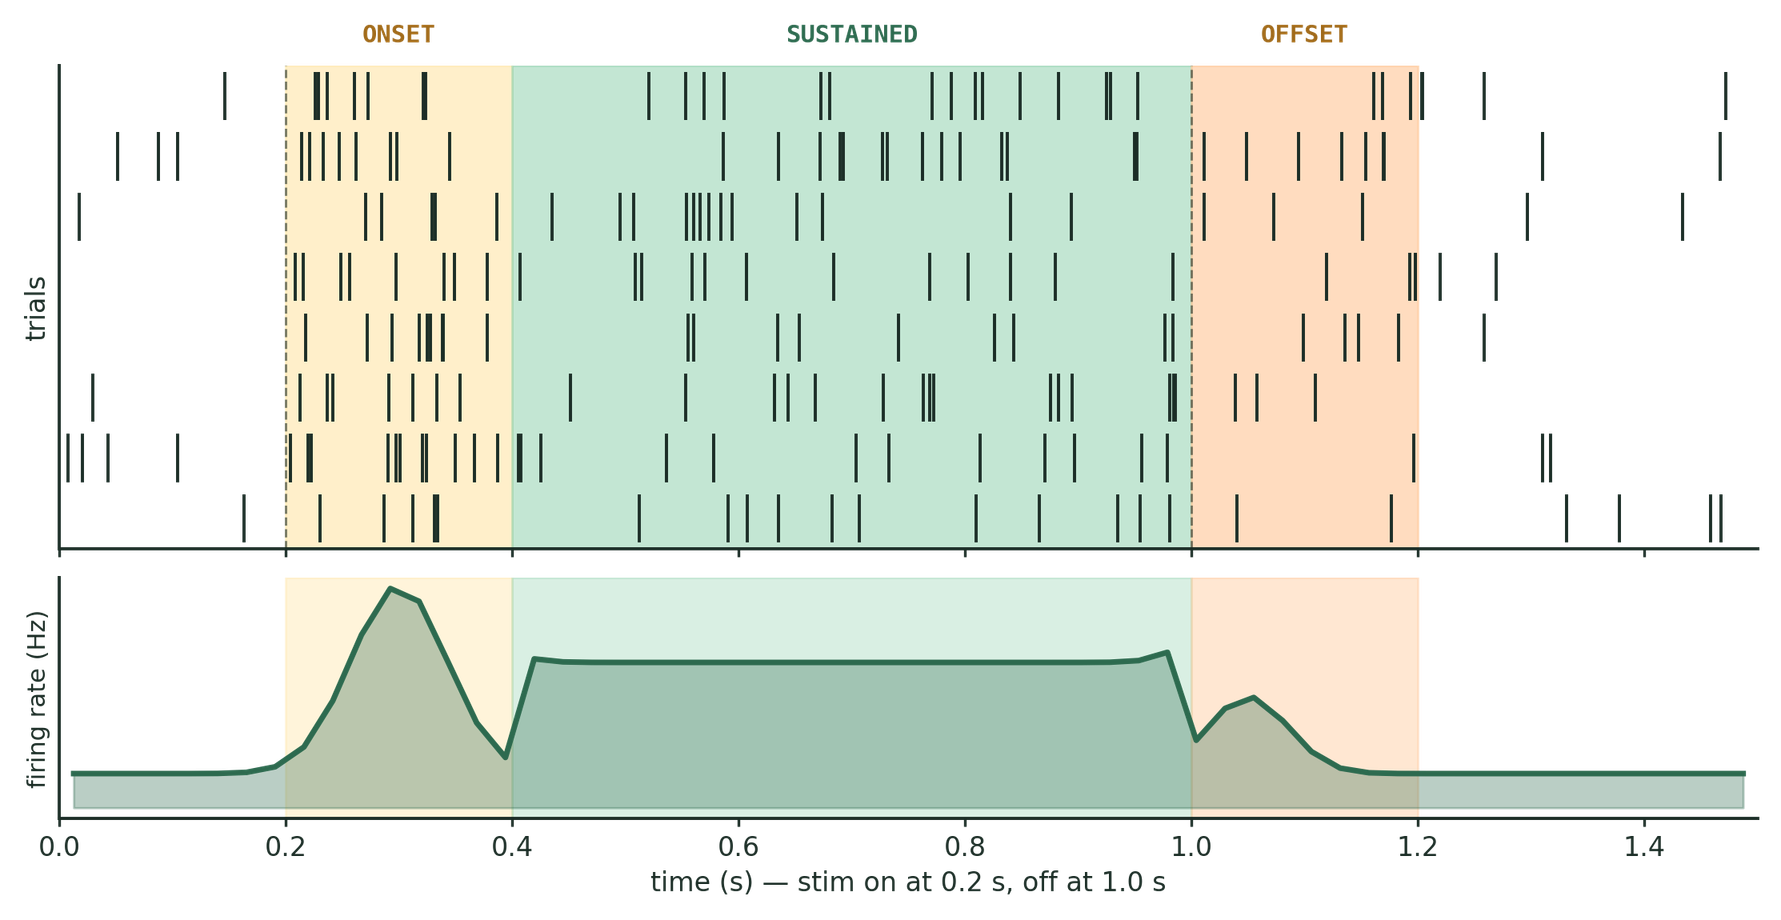 ONSET SUSTAINED OFFSET
trials
firing rate (Hz)
0.0 0.2 0.4 0.6 0.8 1.0 1.2 1.4
time (s) — stim on at 0.2 s, off at 1.0 s